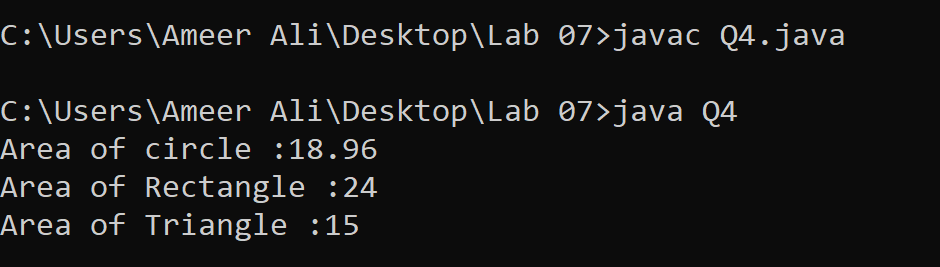 C:\Users\Ameer Ali\Desktop\Lab 07>javac Q4.java
C:\Users\Ameer Ali\Desktop\Lab 07>java Q4
Area of circle :18.96
Area of Rectangle :24
Area of Triangle :15